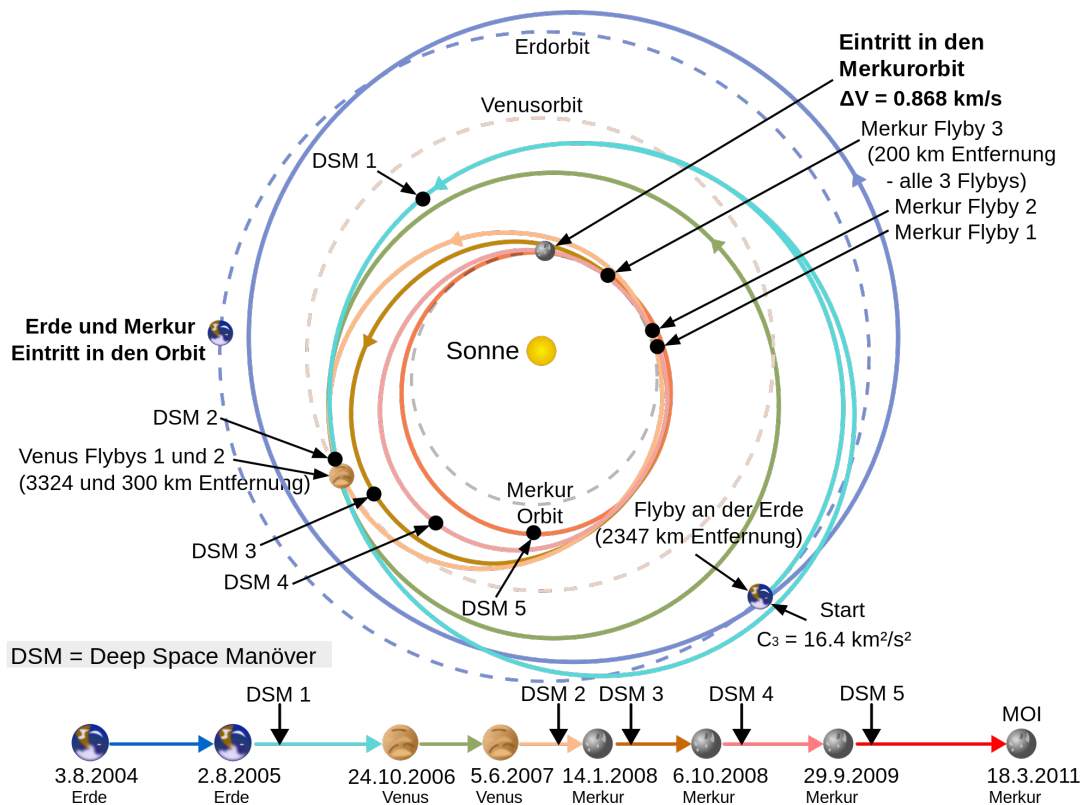 Erdorbit
Venusorbit
Eintritt in den
Merkurorbit
ΔV = 0.868 km/s
Merkur Flyby 3
(200 km Entfernung
- alle 3 Flybys)
Merkur Flyby 2
Merkur Flyby 1
DSM 1
Erde und Merkur
Eintritt in den Orbit
Sonne
DSM 2
Venus Flybys 1 und 2
(3324 und 300 km Entfernung)
DSM 3
DSM 4
DSM 5
Merkur
Orbit
Flyby an der Erde
(2347 km Entfernung)
Start
C₃ = 16.4 km²/s²
DSM = Deep Space Manöver
DSM 1
DSM 2
DSM 3
DSM 4
DSM 5
MOI
3.8.2004
2.8.2005
24.10.2006
5.6.2007
14.1.2008
6.10.2008
29.9.2009
18.3.2011
Erde
Erde
Venus
Venus
Merkur
Merkur
Merkur
Merkur